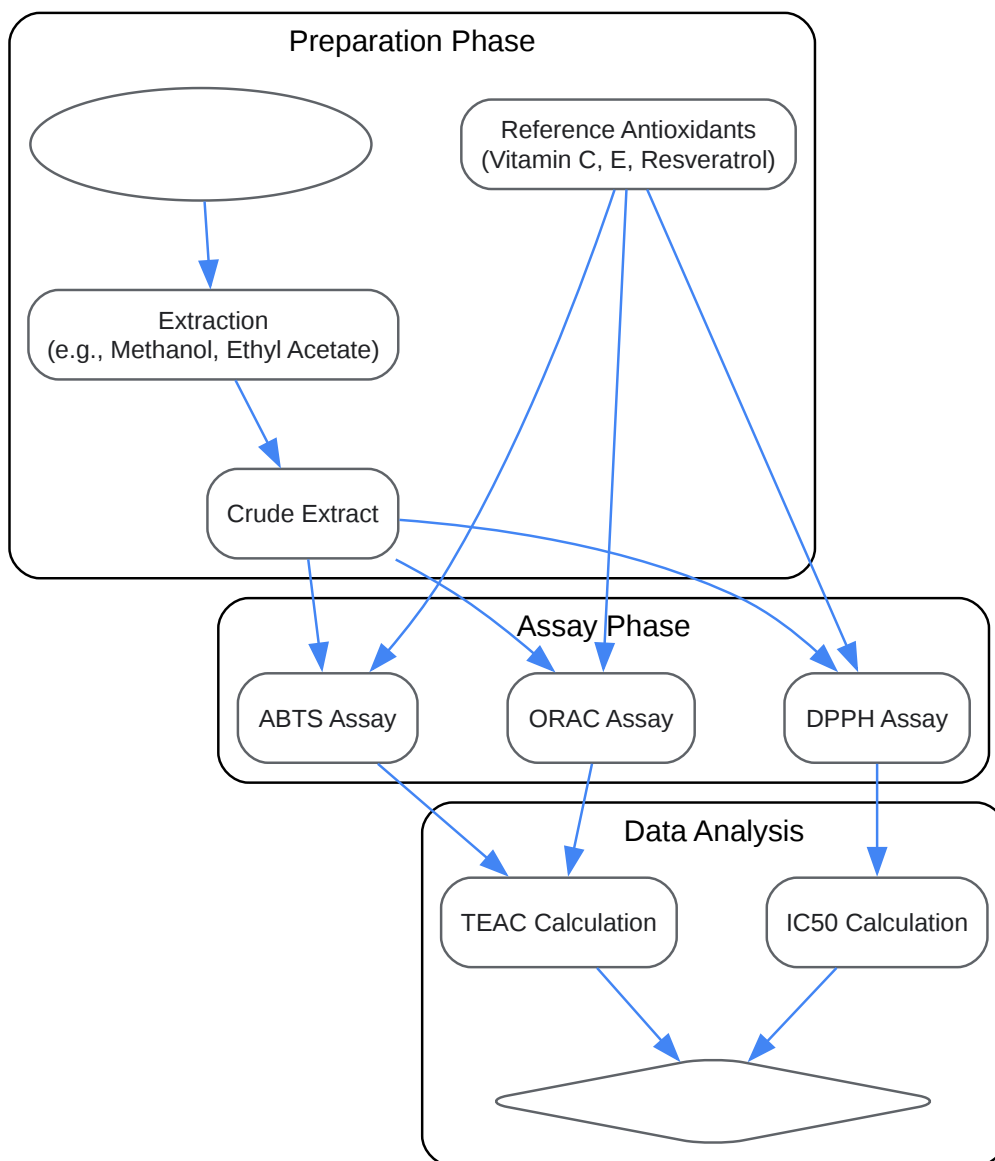 Preparation Phase
Reference Antioxidants
(Vitamin C, E, Resveratrol)
Extraction
(e.g., Methanol, Ethyl Acetate)
Crude Extract
Assay Phase
ABTS Assay
ORAC Assay
DPPH Assay
Data Analysis
TEAC Calculation
IC50 Calculation